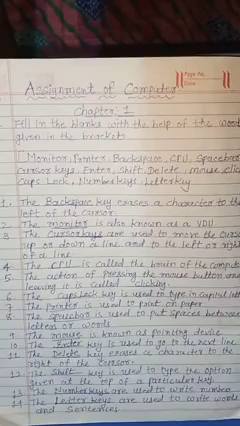 Page No.
Date
Assignment of Computer
Chapter: 1
Fill in the blanks with the help of the word
given in the brackets
Monitor, Printer, Backspace, CPU, Spacebar
Cursor keys, Enter, Shift, Delete, mouse, click
Caps Lock, Number keys, Letter key
1. The Backspace key erases a character to the
left of the cursor.
2. The monitor is also known as a VDU
3 The cursor keys are used to move the curso
up or down a line and to the left or right
of a line.
4 The CPU is called the brain of the compute
5. The action of pressing the mouse button and
leaving it is called clicking.
6 The capslock key is used to type in capital lett
7 The printer is used to print on paper
8 The spacebar is used to put spaces between
letters or words
9 The mouse is known as pointing device
10 The Enter key is used to go to the next line
11 The Delete key erases a character to the
right of the cursor.
12. The Shift key is used to type the option
given at the top of a particular key.
13 The Number keys are used to write number
14 The Letter keys are used to write words
and sentences